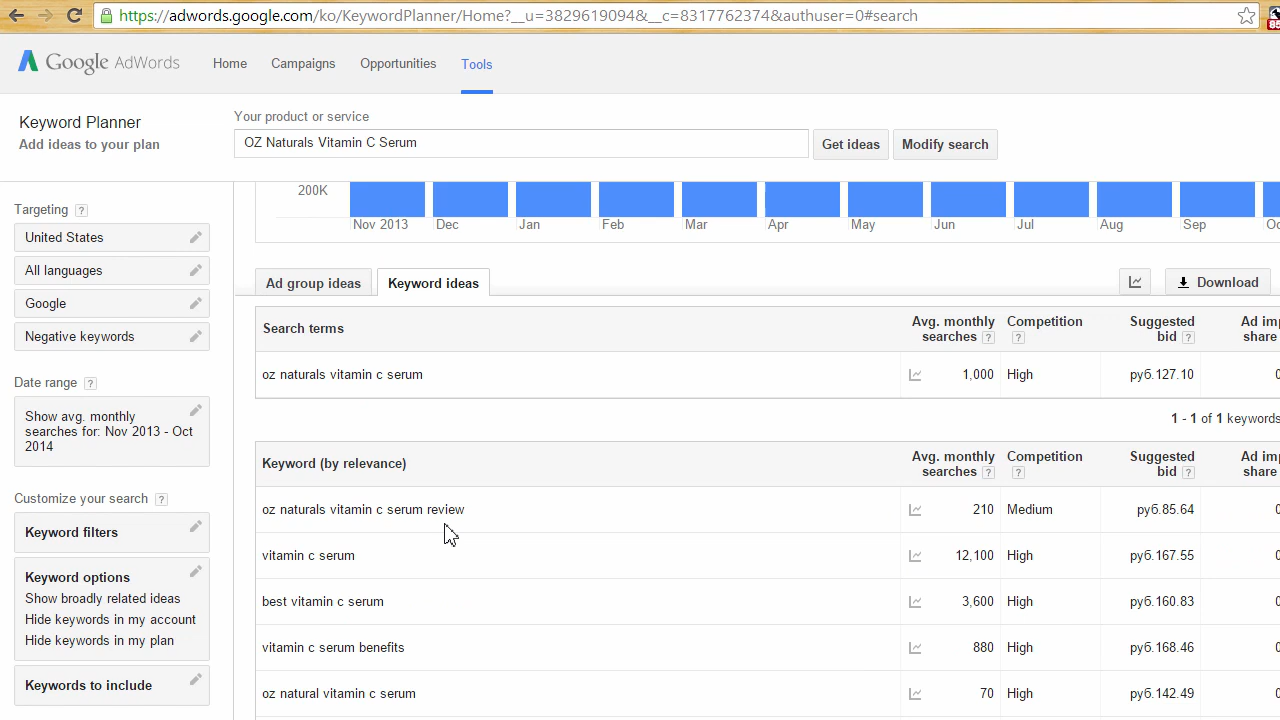 https://adwords.google.com/ko/KeywordPlanner/Home?__u=3829619094&__c=8317762374&authuser=0#search
Google AdWords Home Campaigns Opportunities Tools
Keyword Planner
Add ideas to your plan
Your product or service
OZ Naturals Vitamin C Serum
Get ideas
Modify search
Targeting ?
United States
All languages
Google
Negative keywords
Date range ?
Show avg. monthly
searches for: Nov 2013 - Oct
2014
Customize your search ?
Keyword filters
Keyword options
Show broadly related ideas
Hide keywords in my account
Hide keywords in my plan
Keywords to include
200K
Nov 2013 Dec Jan Feb Mar Apr May Jun Jul Aug Sep
Ad group ideas Keyword ideas Download
Search terms Avg. monthly searches ? Competition ? Suggested bid ? Ad share
oz naturals vitamin c serum 1,000 High руб.127.10
1 - 1 of 1 keywords
Keyword (by relevance) Avg. monthly searches ? Competition ? Suggested bid ? Ad share
oz naturals vitamin c serum review 210 Medium руб.85.64
vitamin c serum 12,100 High руб.167.55
best vitamin c serum 3,600 High руб.160.83
vitamin c serum benefits 880 High руб.168.46
oz natural vitamin c serum 70 High руб.142.49